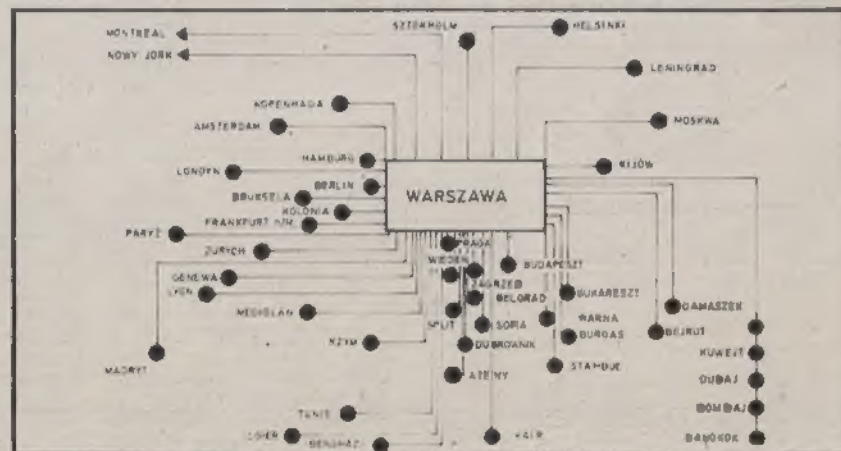 MONTREAL
SZTOKHOLM
HELSINKI
NOWY JORK
LENINGRAD
KOPENHAGA
AMSTERDAM
MOSKWA
HAMBURG
KIJÓW
LONDYN
BERLIN
WARSZAWA
BRUKSELA
KOLONIA
FRANKFURT n/M.
PARYŻ
PRAGA
ZURYCH
WIEDEŃ
BUDAPESZT
GENEWA
ZAGRZEB
LYON
BELGRAD
BUKARESZT
DAMASZEK
MEDIOLAN
SPLIT
SOFIA
WARNA
BURGAS
BEJRUT
RZYM
DUBROWNIK
KUWEJT
MADRYT
ATENY
STAMBUŁ
DUBAJ
TUNIS
BOMBAJ
ALGIER
BENGHAZI
KAIR
BANGKOK